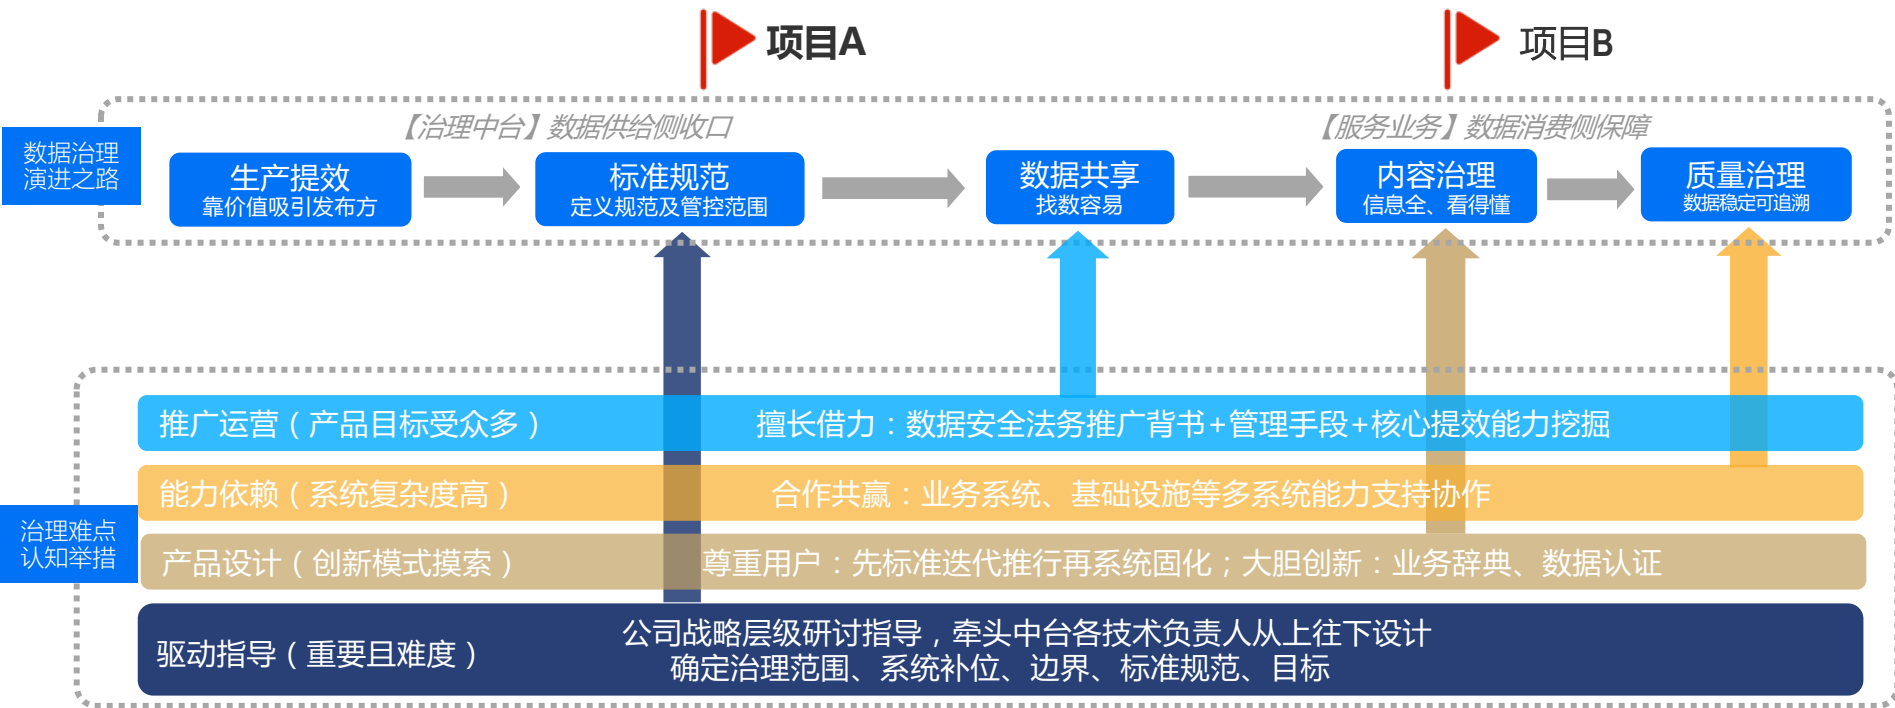 项目A
项目B
数据治理
演进之路
【治理中台】数据供给侧收口
【服务业务】数据消费侧保障
生产提效
靠价值吸引发布方
标准规范
定义规范及管控范围
数据共享
找数容易
内容治理
信息全、看得懂
质量治理
数据稳定可追溯
治理难点
认知举措
推广运营（产品目标受众多）
擅长借力：数据安全法务推广背书+管理手段+核心提效能力挖掘
能力依赖（系统复杂度高）
合作共赢：业务系统、基础设施等多系统能力支持协作
产品设计（创新模式摸索）
尊重用户：先标准迭代推行再系统固化；大胆创新：业务辞典、数据认证
驱动指导（重要且难度）
公司战略层级研讨指导，牵头中台各技术负责人从上往下设计
确定治理范围、系统补位、边界、标准规范、目标